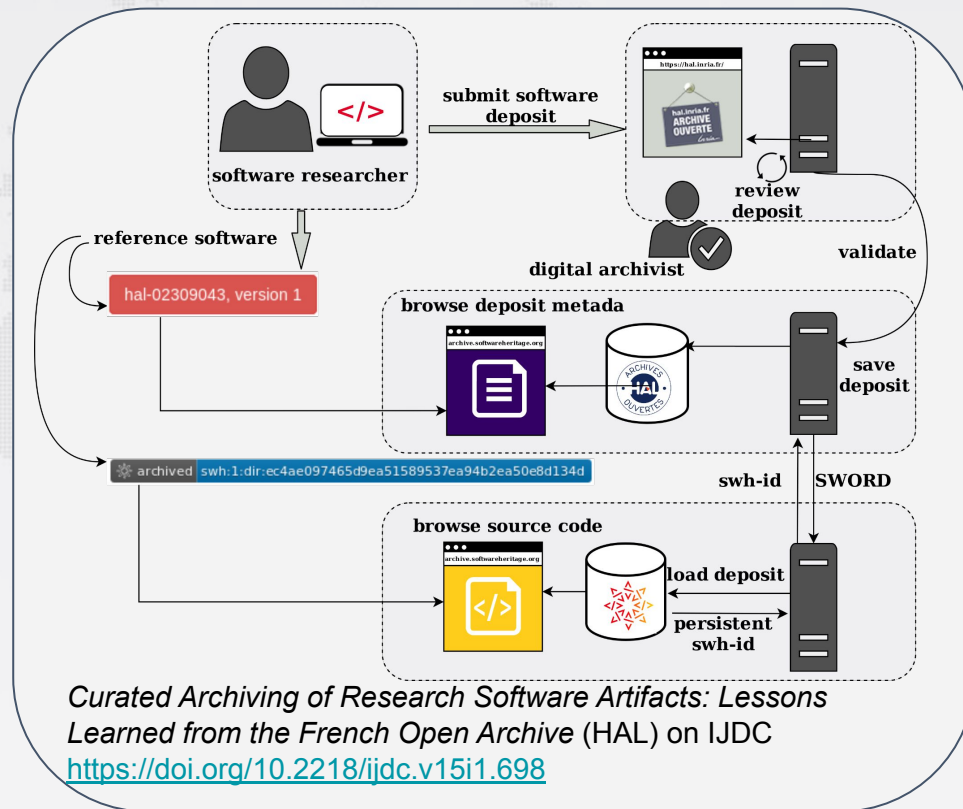 https://hal.inria.fr/
hal.inria.fr
ARCHIVE
OUVERTE
Inria
</>
submit software
deposit
software researcher
review
deposit
reference software
digital archivist
validate
hal-02309043, version 1
browse deposit metada
archive.softwareheritage.org
ARCHIVES
HAL
OUVERTES
save
deposit
archived swh:1:dir:ec4ae097465d9ea51589537ea94b2ea50e8d134d
swh-id
SWORD
browse source code
archive.softwareheritage.org
</>
load deposit
persistent
swh-id
Curated Archiving of Research Software Artifacts: Lessons
Learned from the French Open Archive (HAL) on IJDC
https://doi.org/10.2218/ijdc.v15i1.698